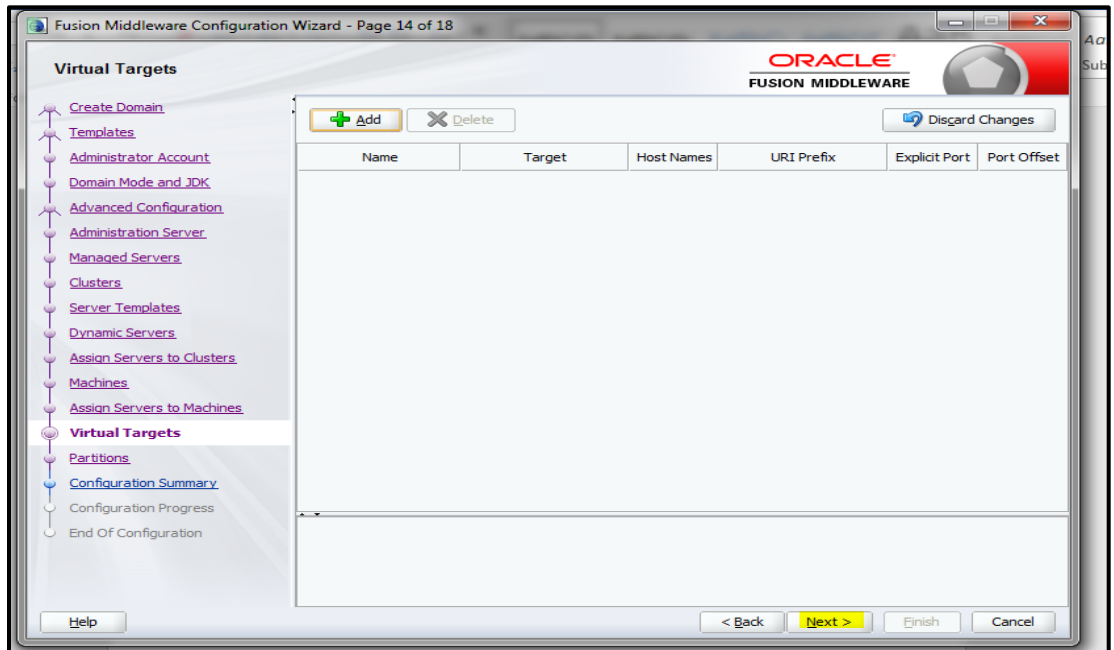 Fusion Middleware Configuration Wizard - Page 14 of 18
Aa
Virtual Targets
ORACLE
FUSION MIDDLEWARE
Sub
Create Domain
Templates
Administrator Account
Domain Mode and JDK
Advanced Configuration
Administration Server
Managed Servers
Clusters
Server Templates
Dynamic Servers
Assign Servers to Clusters
Machines
Assign Servers to Machines
Virtual Targets
Partitions
Configuration Summary
Configuration Progress
End Of Configuration
Add Delete Discard Changes
Name Target Host Names URI Prefix Explicit Port Port Offset
Help < Back Next > Finish Cancel